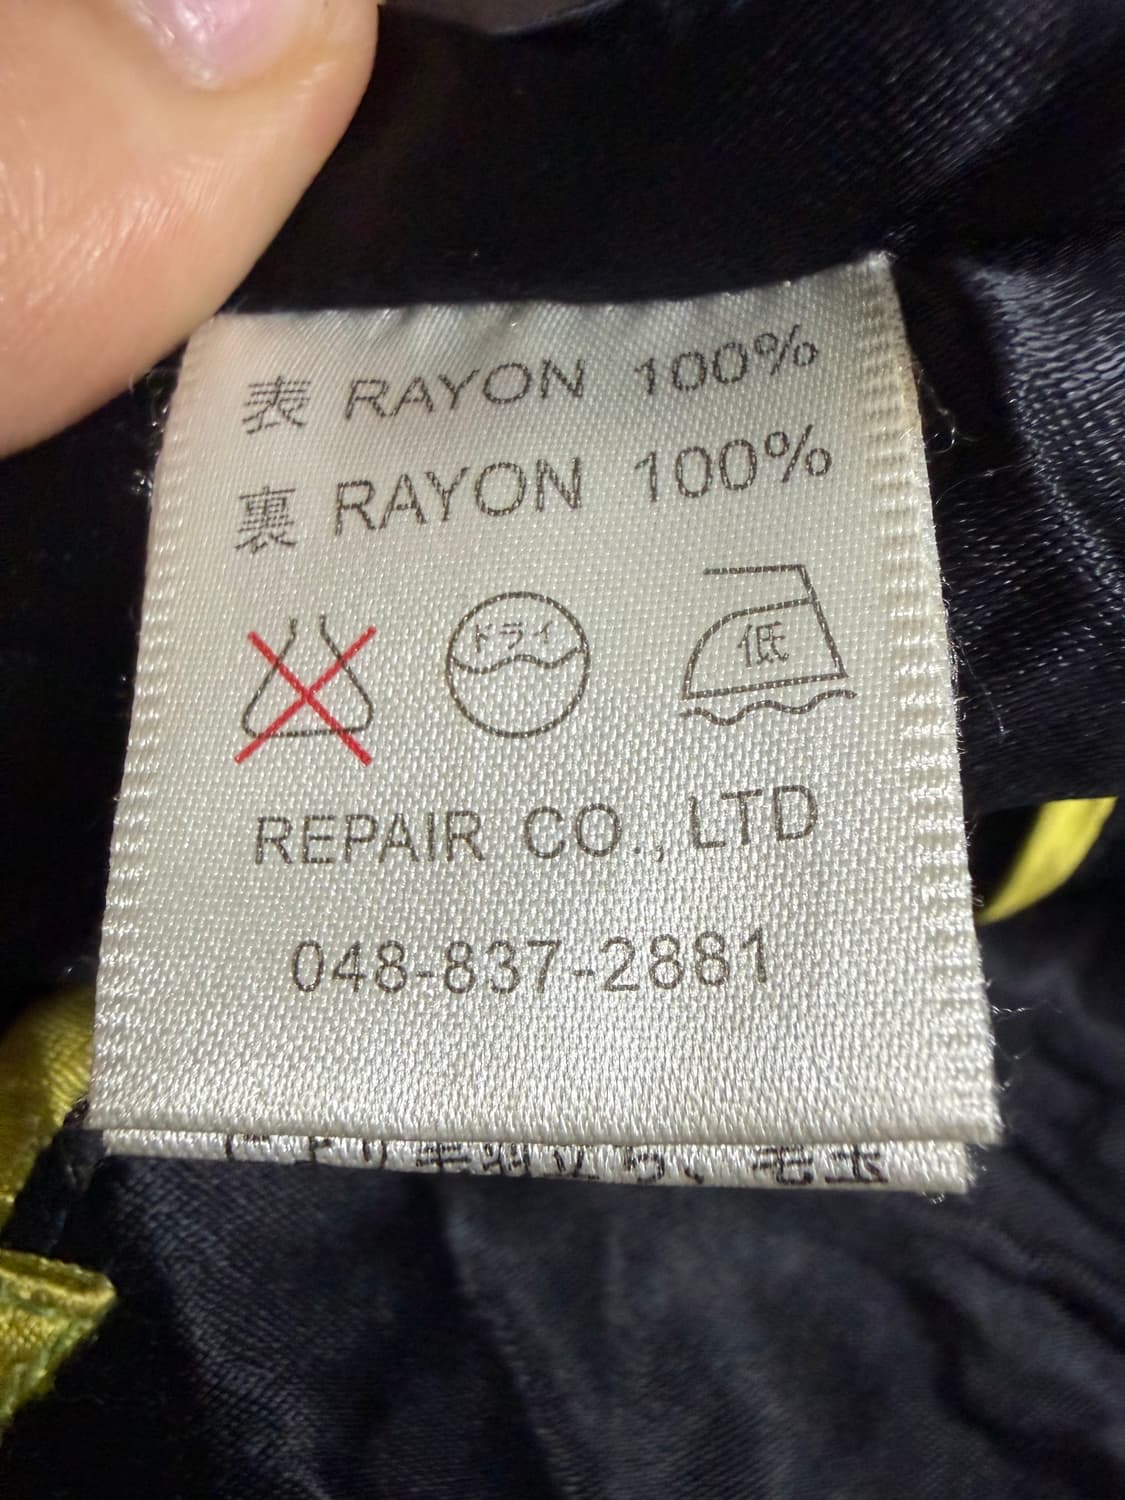 表 RAYON 100%
裏 RAYON 100%
ドライ
低
REPAIR CO., LTD
048-837-2881